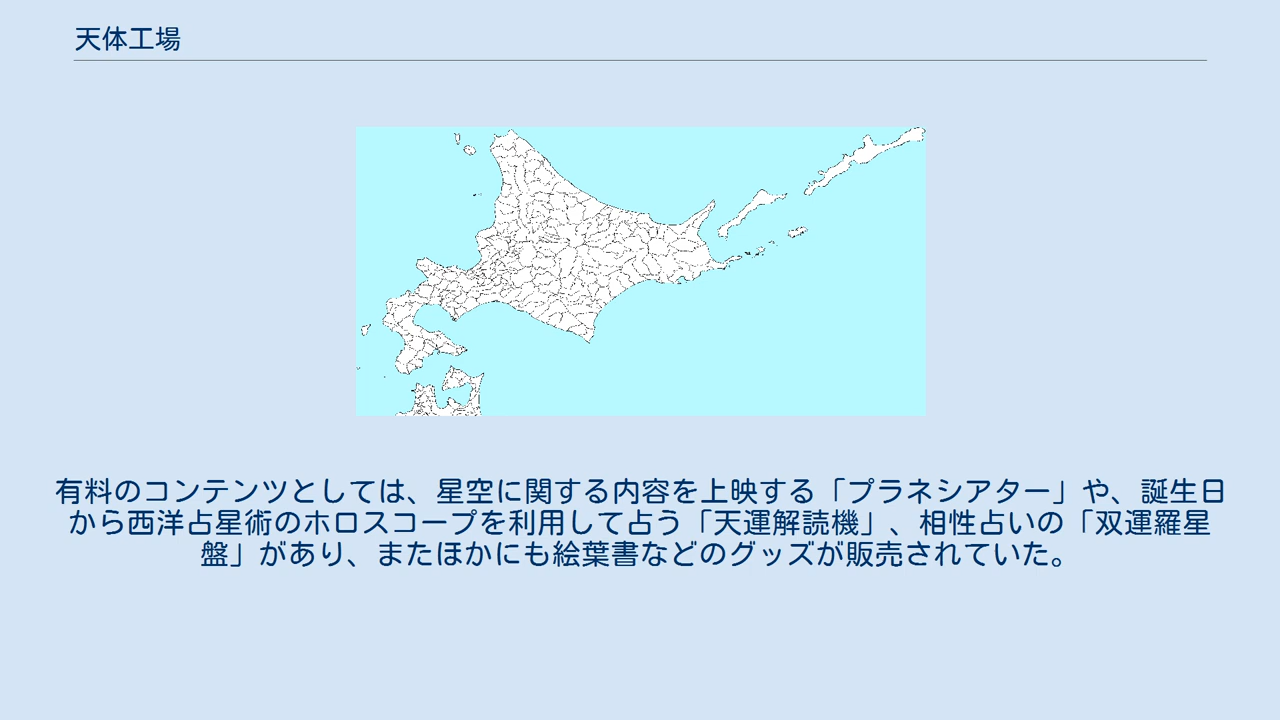 天体工場
有料のコンテンツとしては、星空に関する内容を上映する「プラネシアター」や、誕生日
から西洋占星術のホロスコープを利用して占う「天運解読機」、相性占いの「双運羅星
盤」があり、またほかにも絵葉書などのグッズが販売されていた。